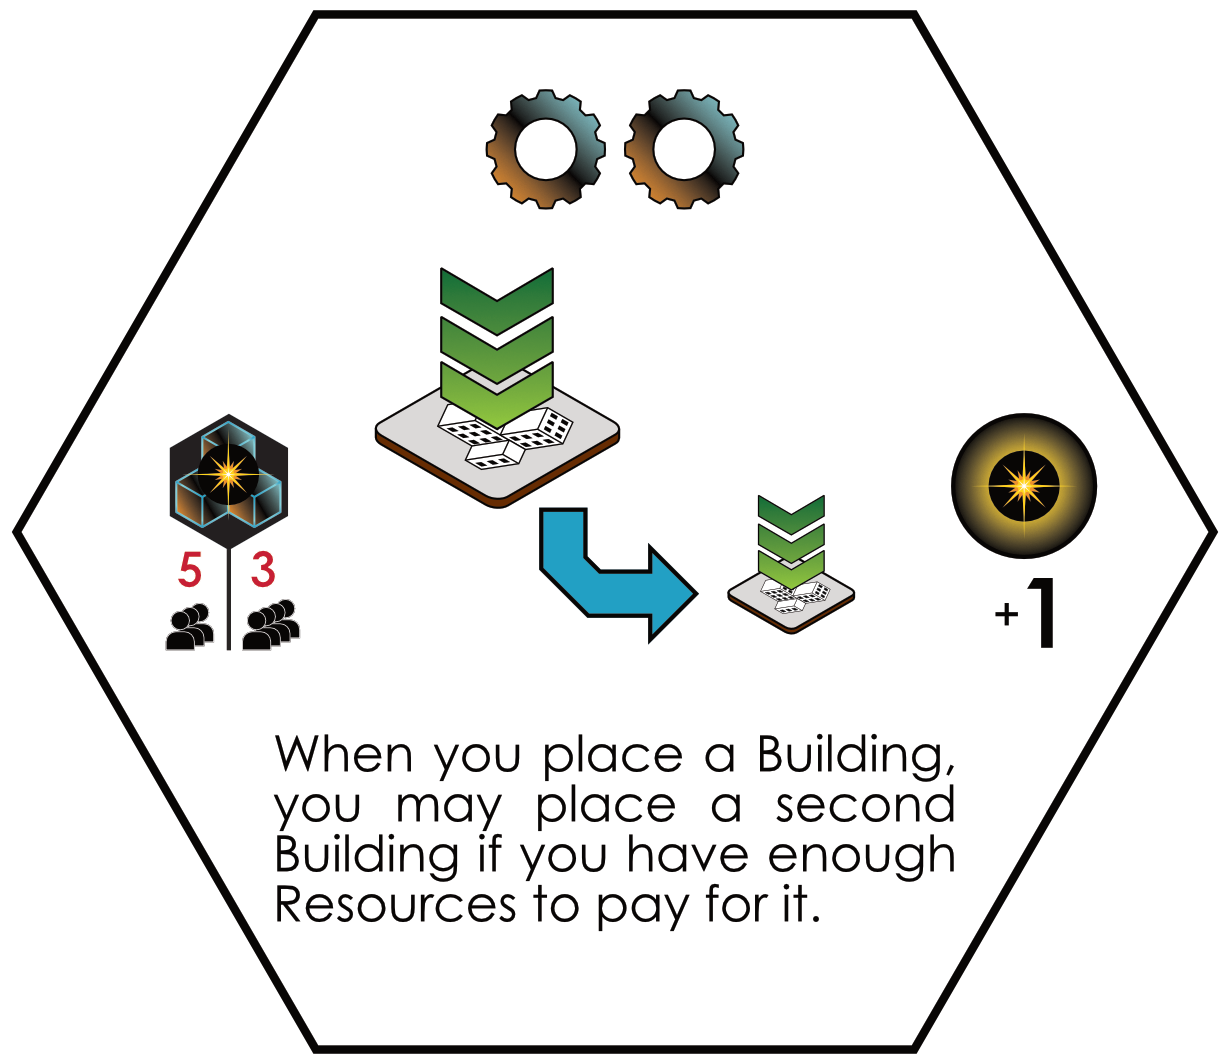 5 3
+1
When you place a Building,
you may place a second
Building if you have enough
Resources to pay for it.